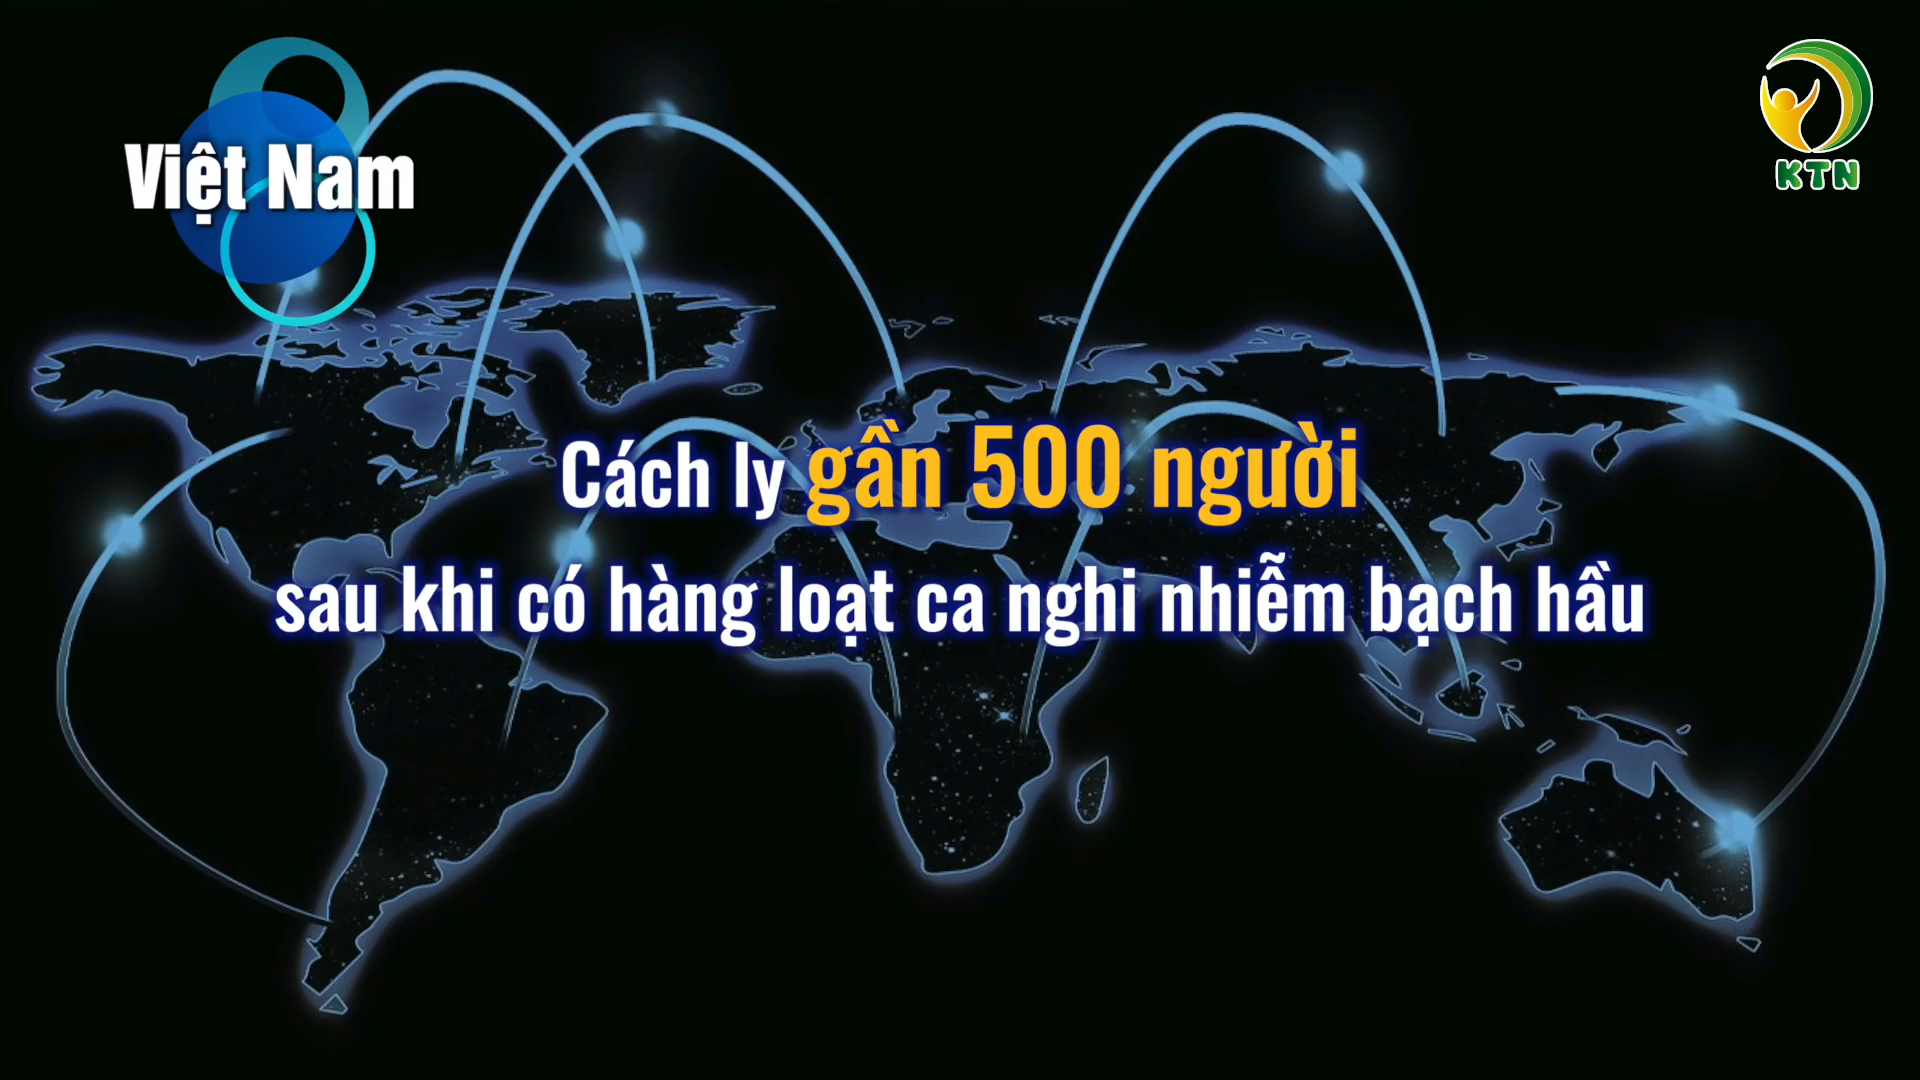 Việt Nam
KTN
Cách ly gần 500 người
sau khi có hàng loạt ca nghi nhiễm bạch hầu